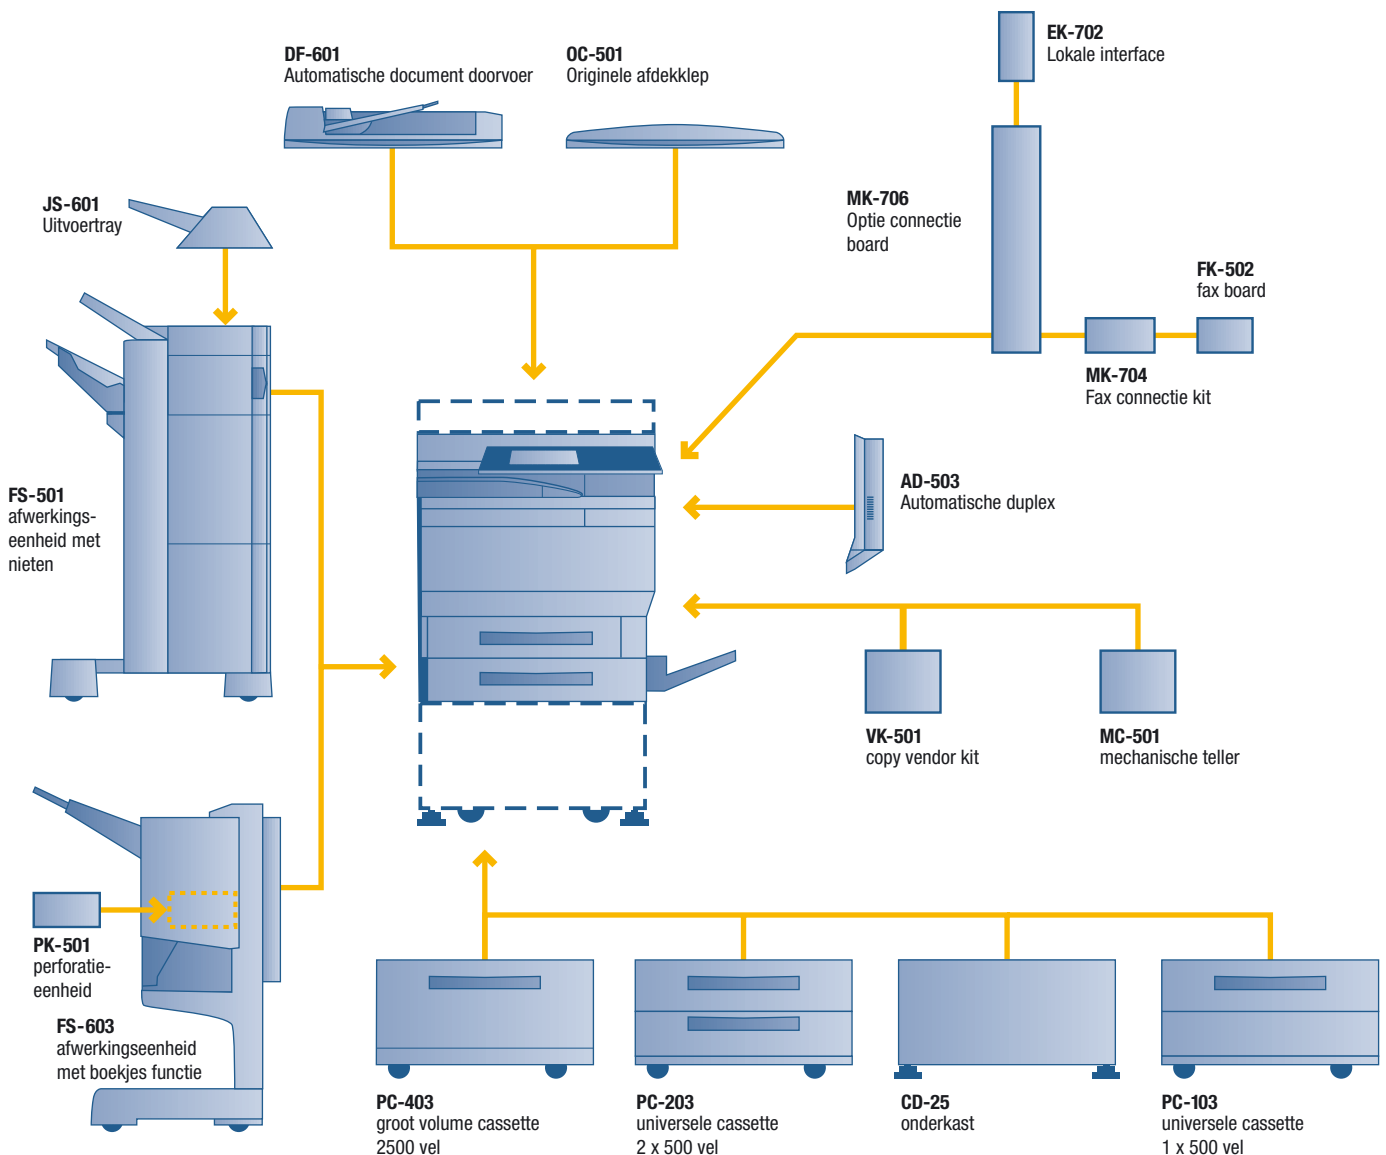 DF-601
Automatische document doorvoer
OC-501
Originele afdekklep
EK-702
Lokale interface
JS-601
Uitvoertray
MK-706
Optie connectie
board
FK-502
fax board
MK-704
Fax connectie kit
FS-501
afwerkings-
eenheid met
nieten
AD-503
Automatische duplex
VK-501
copy vendor kit
MC-501
mechanische teller
PK-501
perforatie-
eenheid
FS-603
afwerkingseenheid
met boekjes functie
PC-403
groot volume cassette
2500 vel
PC-203
universele cassette
2 x 500 vel
CD-25
onderkast
PC-103
universele cassette
1 x 500 vel